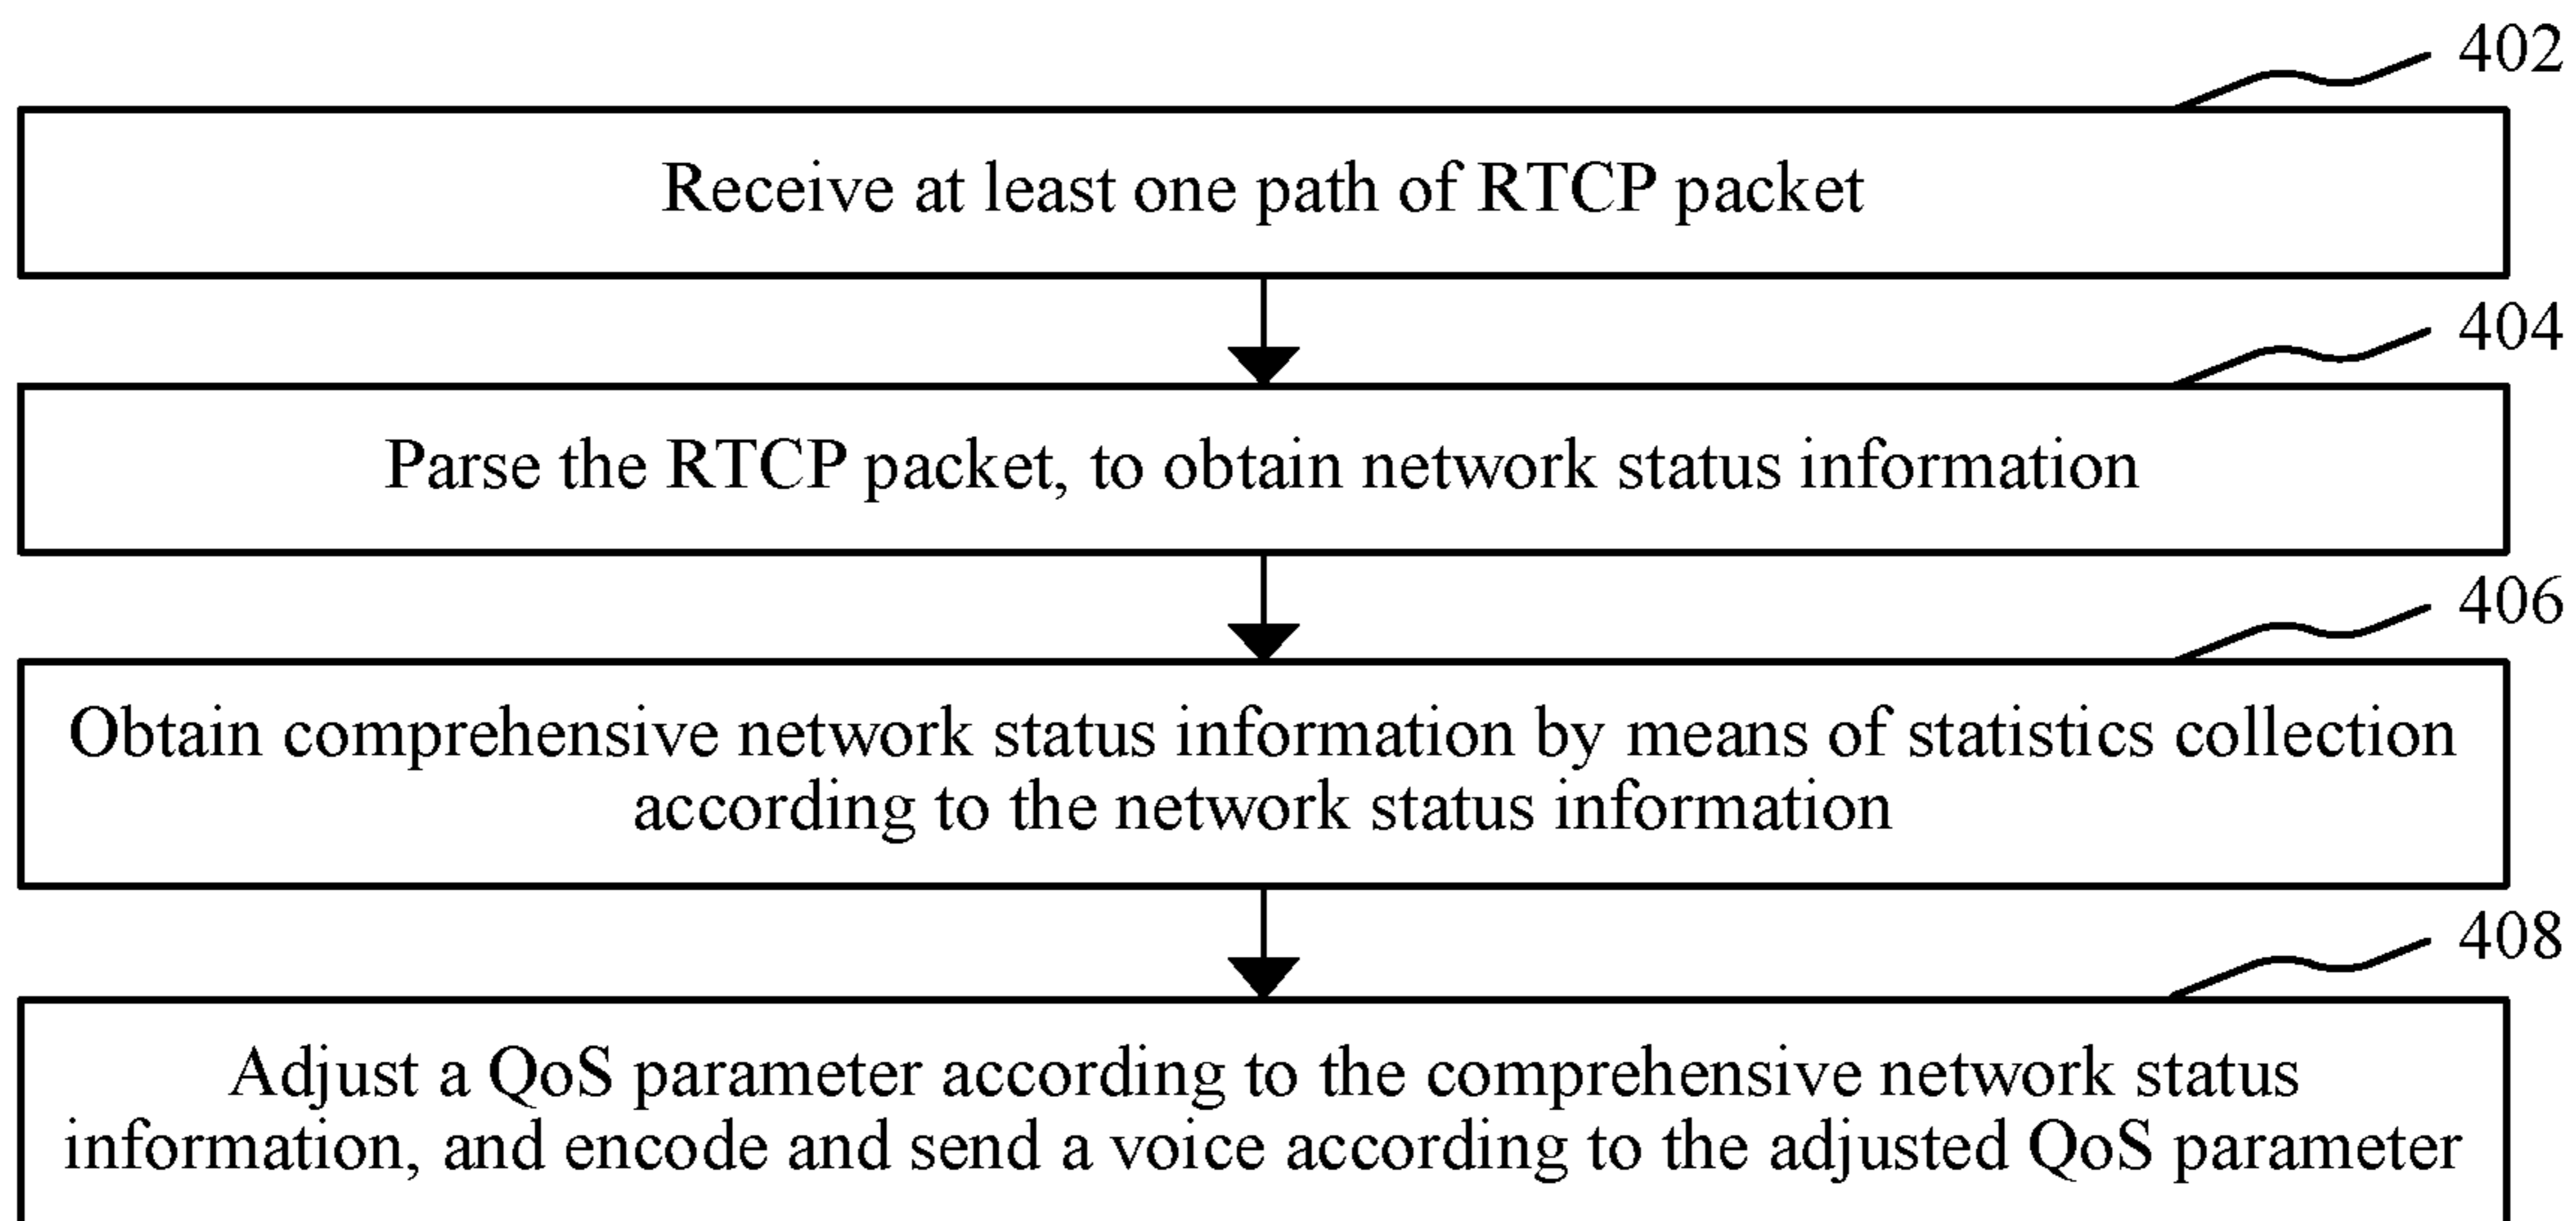 402
Receive at least one path of RTCP packet
404
Parse the RTCP packet, to obtain network status information
406
Obtain comprehensive network status information by means of statistics collection
according to the network status information
408
Adjust a QoS parameter according to the comprehensive network status
information, and encode and send a voice according to the adjusted QoS parameter